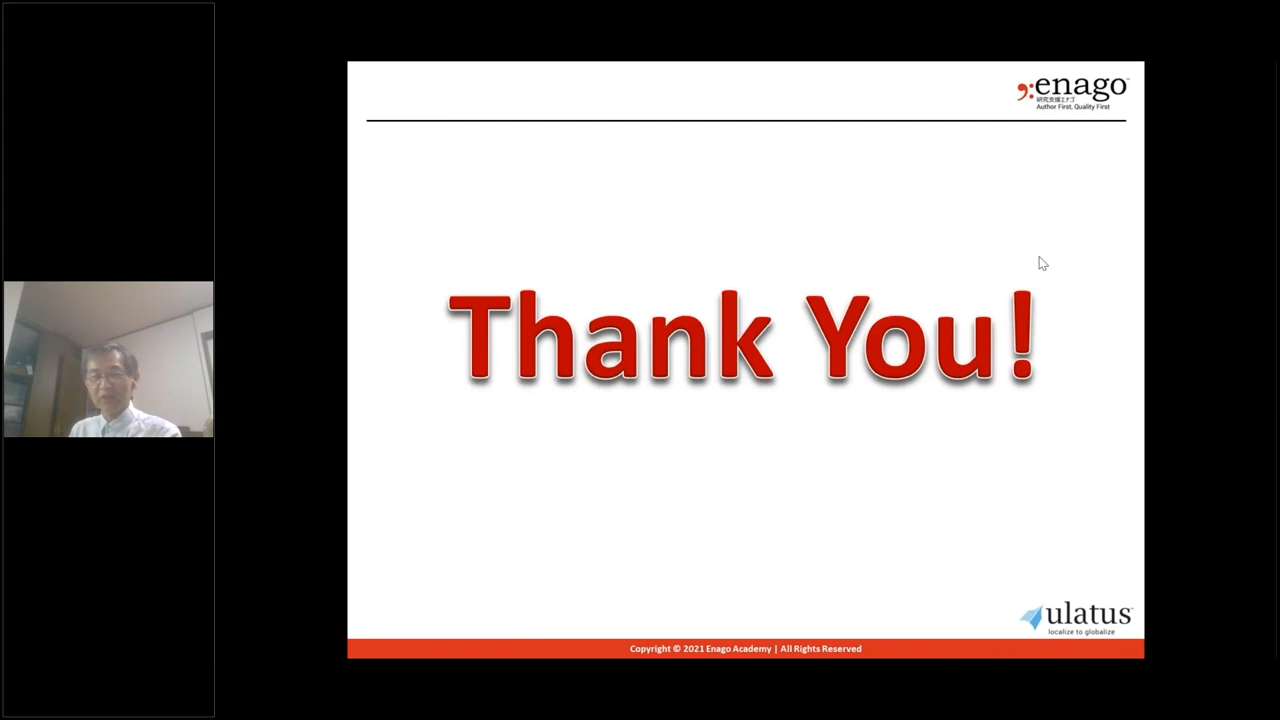 enago
研究支援エナゴ
Author First, Quality First
Thank You!
ulatus
localize to globalize
Copyright © 2021 Enago Academy | All Rights Reserved